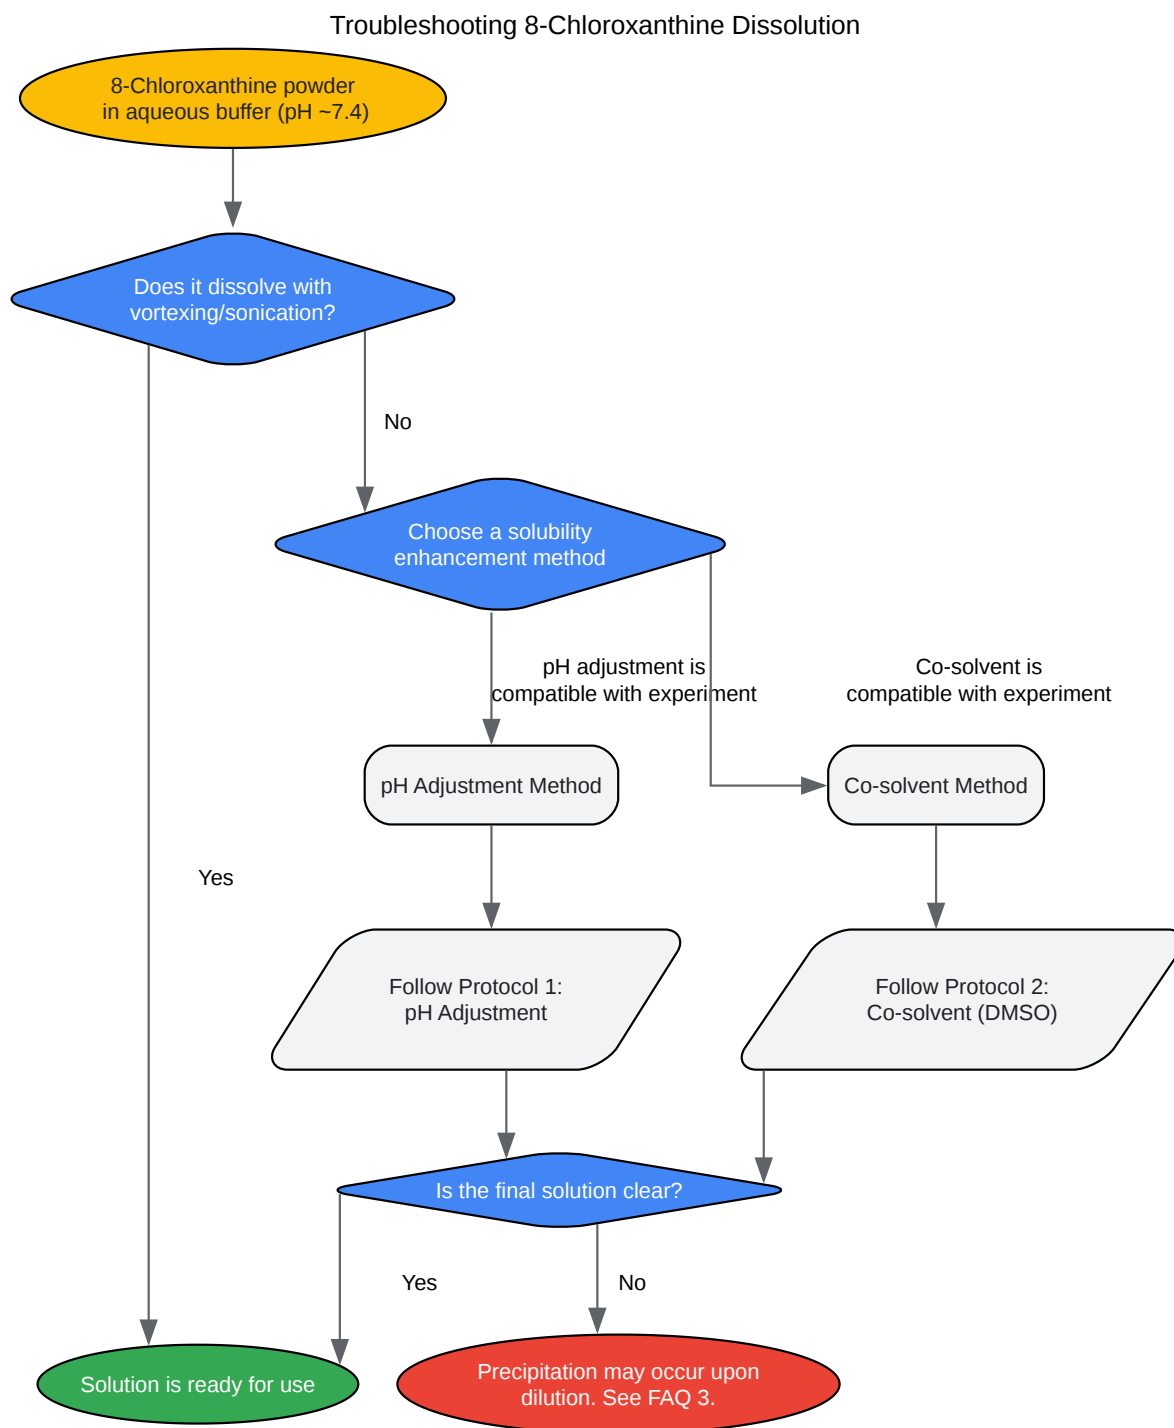 Troubleshooting 8-Chloroxanthine Dissolution
8-Chloroxanthine powder
in aqueous buffer (pH ~7.4)
Does it dissolve with
vortexing/sonication?
No
Choose a solubility
enhancement method
pH adjustment is
compatible with experiment
Co-solvent is
compatible with experiment
pH Adjustment Method
Co-solvent Method
Yes
Follow Protocol 1:
pH Adjustment
Follow Protocol 2:
Co-solvent (DMSO)
Is the final solution clear?
Yes
No
Solution is ready for use
Precipitation may occur upon
dilution. See FAQ 3.